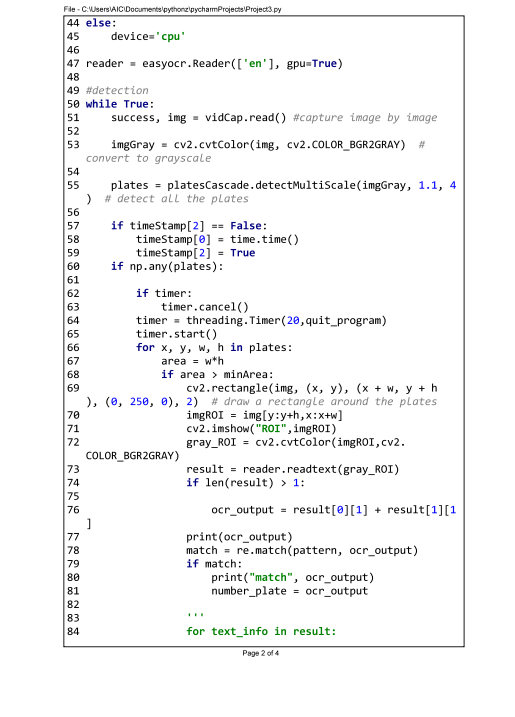 File - C:\Users\AIC\Documents\pythonz\pycharmProjects\Project3.py
44 else:
45     device='cpu'
46
47 reader = easyocr.Reader(['en'], gpu=True)
48
49 #detection
50 while True:
51     success, img = vidCap.read() #capture image by image
52
53     imgGray = cv2.cvtColor(img, cv2.COLOR_BGR2GRAY)  #
   convert to grayscale
54
55     plates = platesCascade.detectMultiScale(imgGray, 1.1, 4
   )  # detect all the plates
56
57     if timeStamp[2] == False:
58         timeStamp[0] = time.time()
59         timeStamp[2] = True
60     if np.any(plates):
61
62         if timer:
63             timer.cancel()
64         timer = threading.Timer(20,quit_program)
65         timer.start()
66         for x, y, w, h in plates:
67             area = w*h
68             if area > minArea:
69                 cv2.rectangle(img, (x, y), (x + w, y + h
   ), (0, 250, 0), 2)  # draw a rectangle around the plates
70                 imgROI = img[y:y+h,x:x+w]
71                 cv2.imshow("ROI",imgROI)
72                 gray_ROI = cv2.cvtColor(imgROI,cv2.
   COLOR_BGR2GRAY)
73                 result = reader.readtext(gray_ROI)
74                 if len(result) > 1:
75
76                     ocr_output = result[0][1] + result[1][1
   ]
77                 print(ocr_output)
78                 match = re.match(pattern, ocr_output)
79                 if match:
80                     print("match", ocr_output)
81                     number_plate = ocr_output
82
83                 '''
84                 for text_info in result:
Page 2 of 4